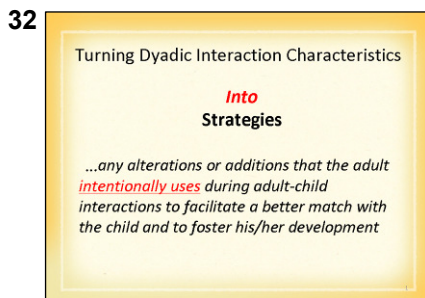 32
Turning Dyadic Interaction Characteristics
Into
Strategies
...any alterations or additions that the adult
intentionally uses during adult-child
interactions to facilitate a better match with
the child and to foster his/her development